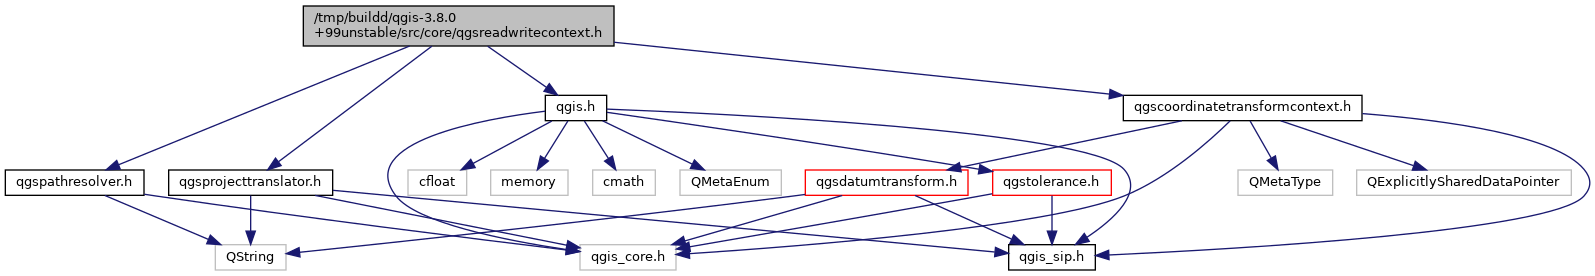 /tmp/buildd/qgis-3.8.0
+99unstable/src/core/qgsreadwritecontext.h
qgis.h
qgscoordinatetransformcontext.h
qgspathresolver.h
qgsprojecttranslator.h
cfloat
memory
cmath
QMetaEnum
qgsdatumtransform.h
qgstolerance.h
QMetaType
QExplicitlySharedDataPointer
QString
qgis_core.h
qgis_sip.h